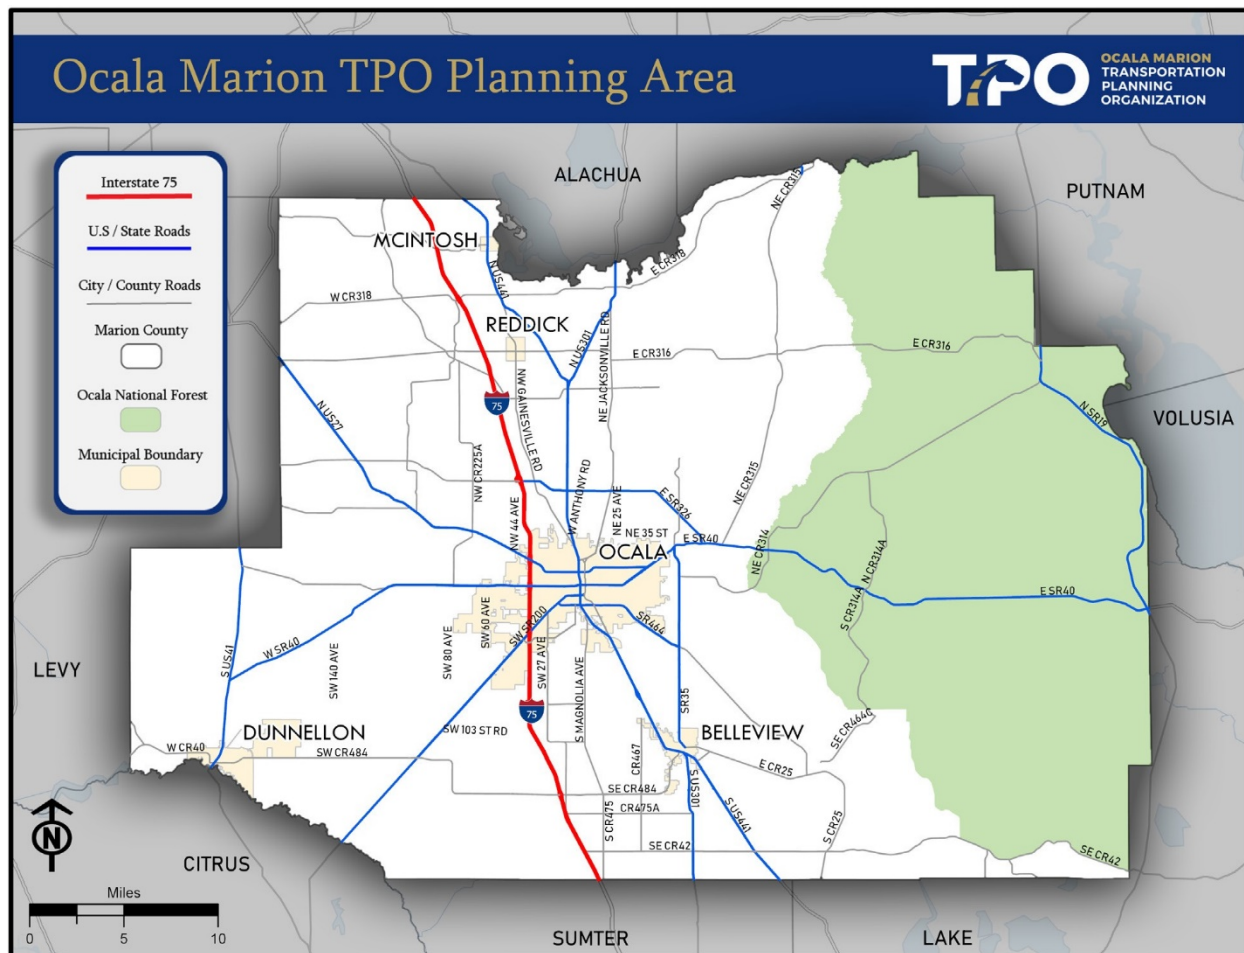 Ocala Marion TPO Planning Area
TPO
OCALA MARION
TRANSPORTATION
PLANNING
ORGANIZATION
Interstate 75
U.S / State Roads
City / County Roads
Marion County
Ocala National Forest
Municipal Boundary
ALACHUA
PUTNAM
VOLUSIA
LEVY
CITRUS
SUMTER
LAKE
MCINTOSH
REDDICK
OCALA
DUNNELLON
BELLEVIEW
NE CR315
E CR318
N US441
W CR318
N US301
NE JACKSONVILLE RD
E CR316
E CR316
75
N US27
NW GAINESVILLE RD
N SR19
NW CR225A
W ANTHONY RD
NE CR315
E SR326
NE 25 AVE
NW 44 AVE
NE 35 ST
E SR40
NE CR314
N CR314A
S CR314A
E SR40
SW 60 AVE
SW SR200
SR464
W SR40
S US41
SW 140 AVE
SW 80 AVE
SW 27 AVE
S MAGNOLIA AVE
SR35
75
SW 103 ST RD
SE CR464C
W CR40
SW CR484
CR467
E CR25
SE CR484
S US301
CR475A
S US441
S CR475
S CR25
SE CR42
SE CR42
N
Miles
0 5 10